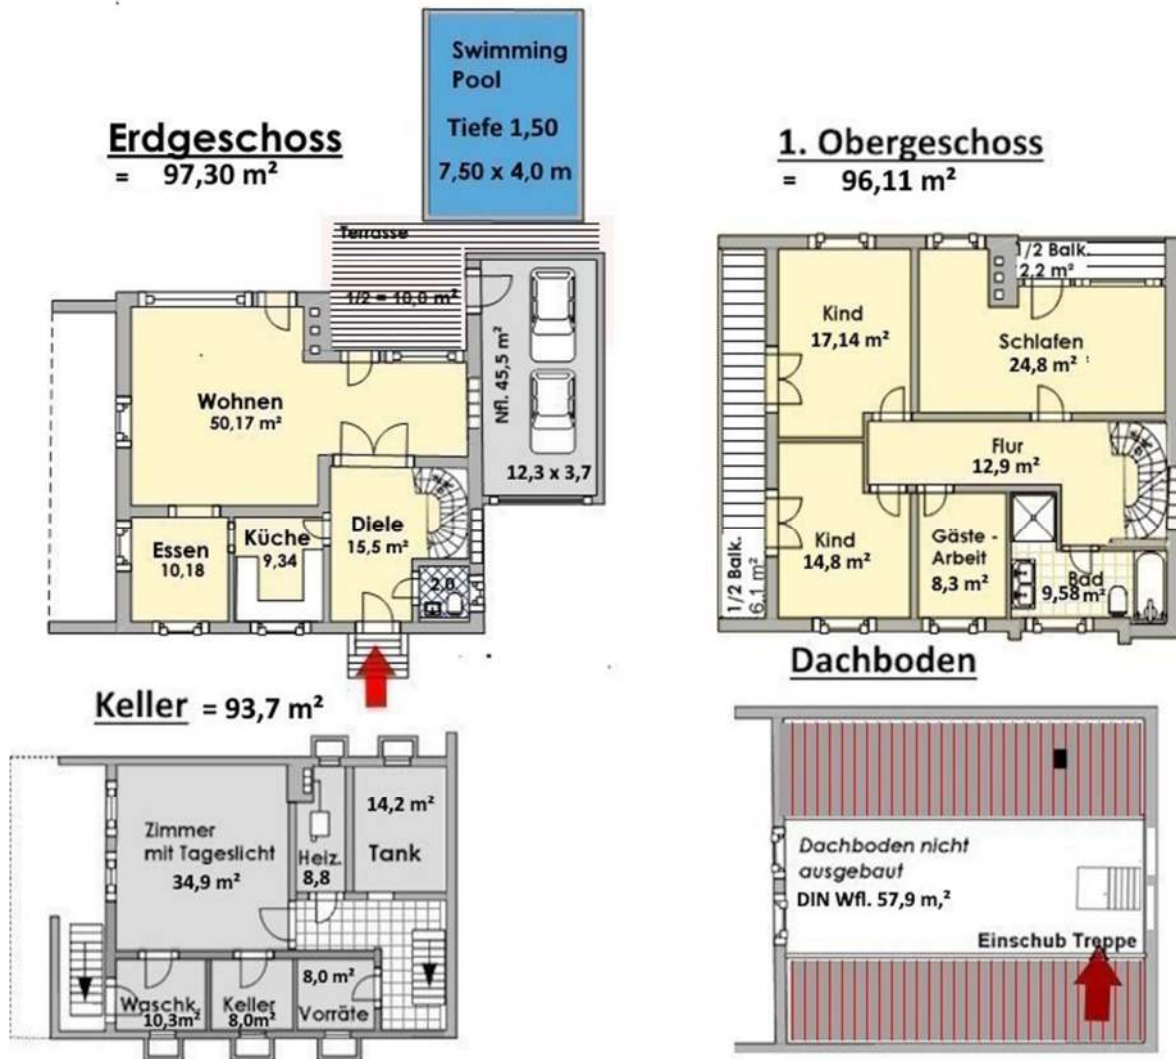 Erdgeschoss
= 97,30 m²
Swimming
Pool
Tiefe 1,50
7,50 x 4,0 m
Terrasse
1/2 = 10,0 m²
Nfl. 45,5 m²
12,3 x 3,7
Wohnen
50,17 m²
Essen
10,18
Küche
9,34
Diele
15,5 m²
2.0
1. Obergeschoss
= 96,11 m²
1/2 Balk.
2,2 m²
Kind
17,14 m²
Schlafen
24,8 m²
Flur
12,9 m²
Kind
14,8 m²
Gäste -
Arbeit
8,3 m²
Bad
9,58 m²
1/2 Balk.
6,1 m²
Keller = 93,7 m²
Zimmer
mit Tageslicht
34,9 m²
Heiz.
8,8
14,2 m²
Tank
Waschk.
10,3m²
Keller
8,0m²
8,0 m²
Vorräte
Dachboden
Dachboden nicht
ausgebaut
DIN Wfl. 57,9 m,²
Einschub Treppe